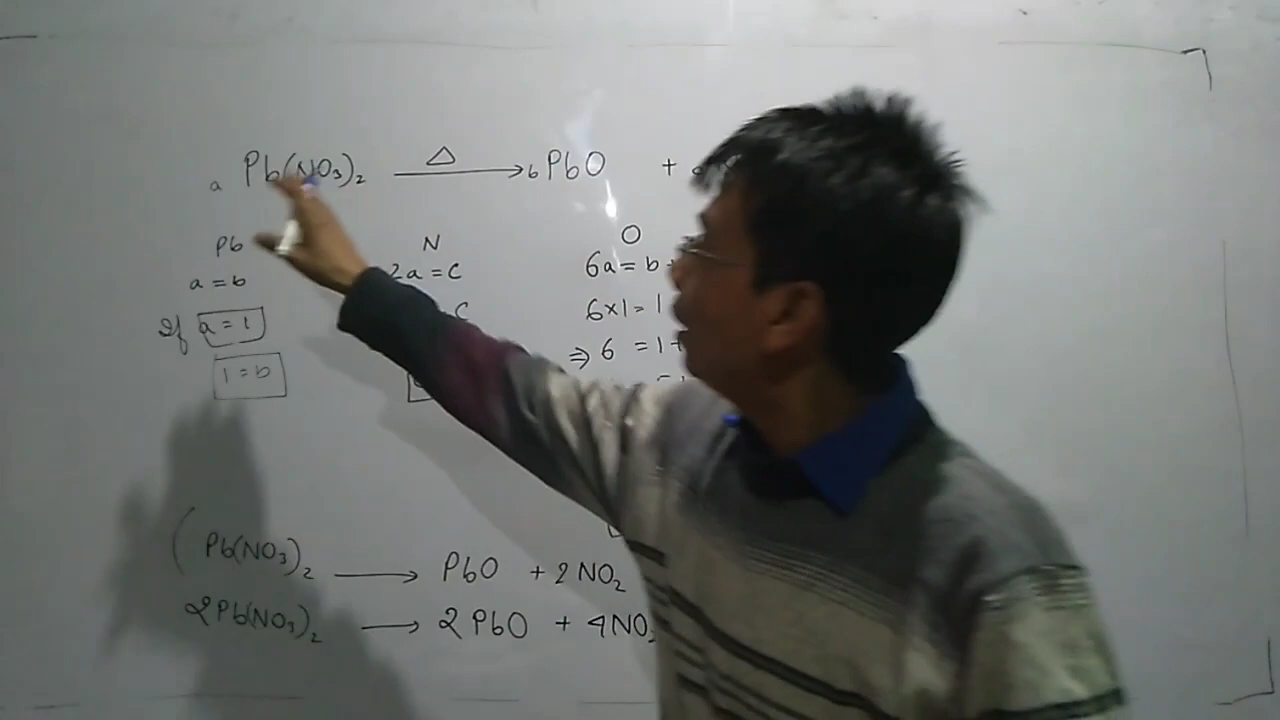 a Pb(NO₃)₂ —Δ→ b PbO +
Pb N O
a = b 2a = C 6a = b
If a = 1 C 6×1 = 1
1 = b ⇒ 6 = 1+
( Pb(NO₃)₂ → PbO + 2NO₂
2Pb(NO₃)₂ → 2PbO + 4NO₂